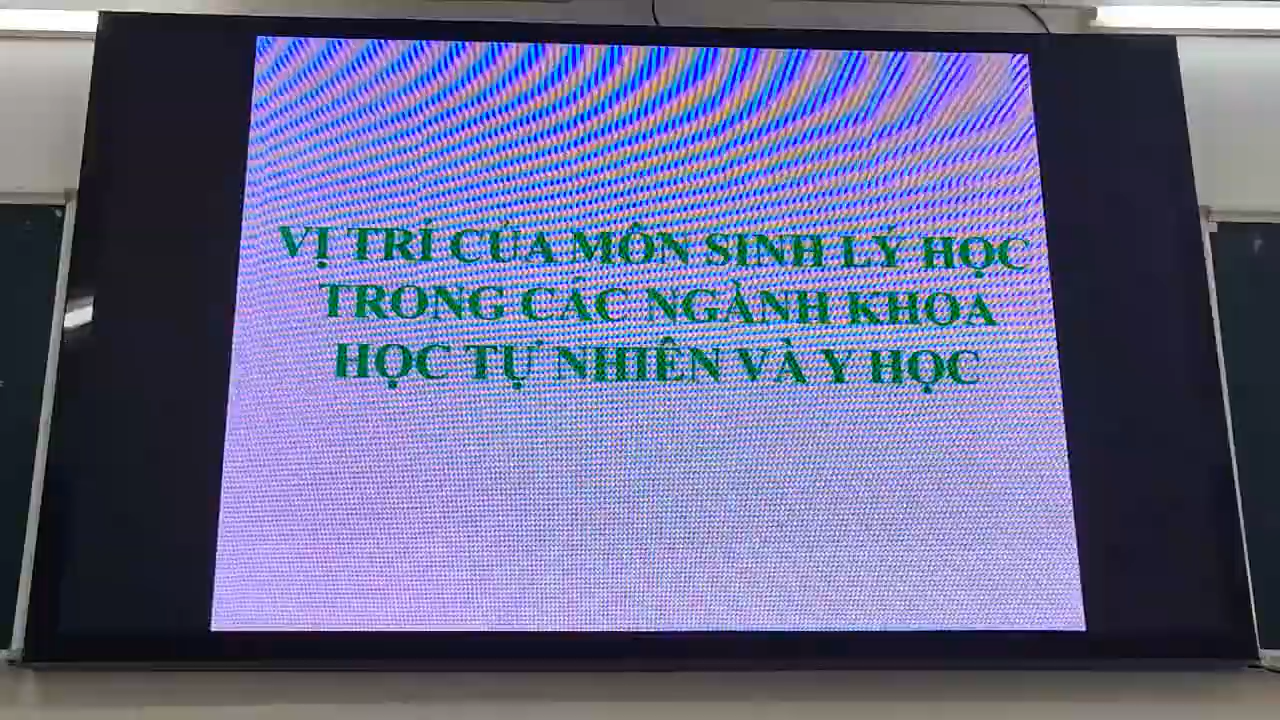 VỊ TRÍ CỦA MÔN SINH LÝ HỌC
TRONG CÁC NGÀNH KHOA
HỌC TỰ NHIÊN VÀ Y HỌC